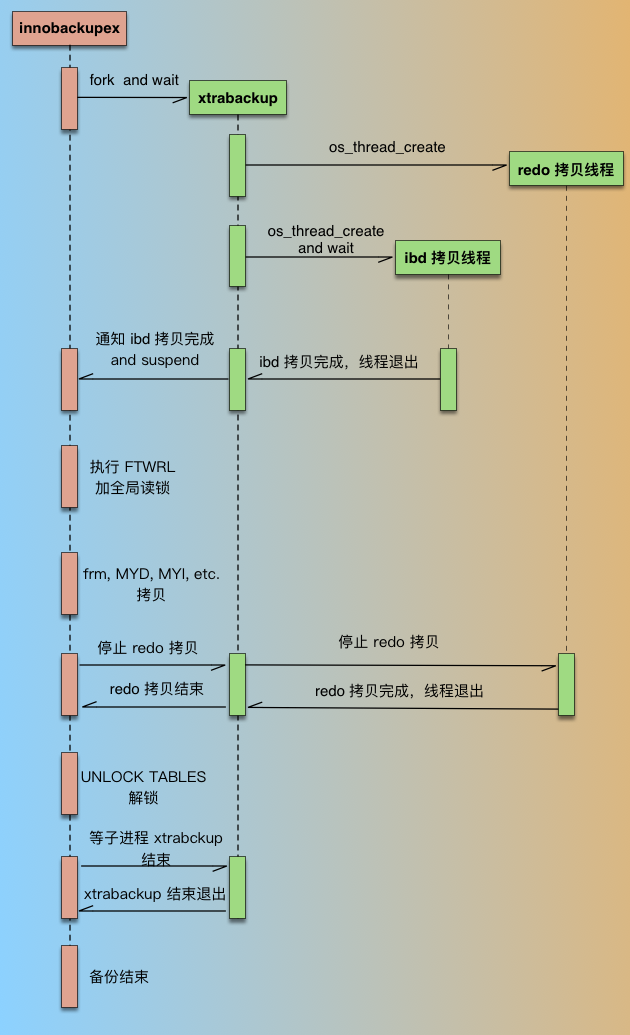 innobackupex
fork and wait
xtrabackup
os_thread_create
redo 拷贝线程
os_thread_create
and wait
ibd 拷贝线程
通知 ibd 拷贝完成
and suspend
ibd 拷贝完成，线程退出
执行 FTWRL
加全局读锁
frm, MYD, MYI, etc.
拷贝
停止 redo 拷贝
停止 redo 拷贝
redo 拷贝结束
redo 拷贝完成，线程退出
UNLOCK TABLES
解锁
等子进程 xtrabckup
结束
xtrabackup 结束退出
备份结束